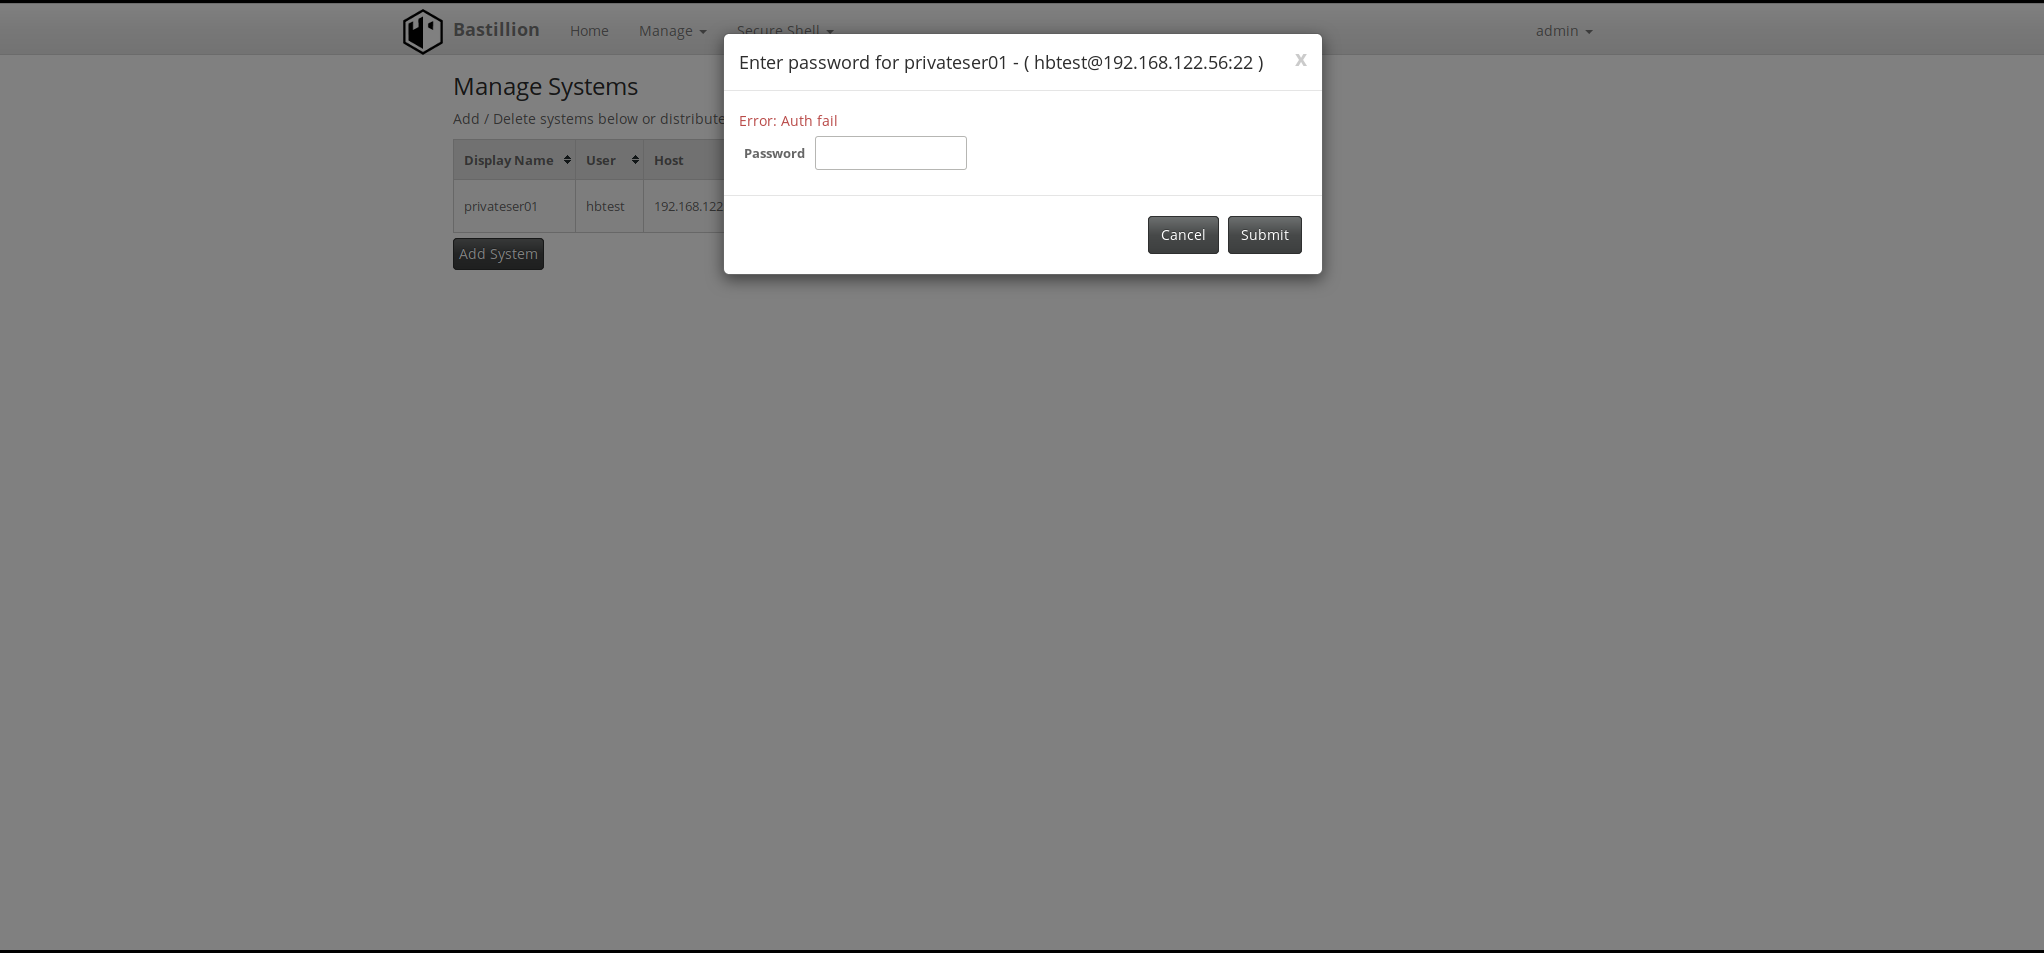 Bastillion Home Manage Secure Shell admin
Enter password for privateser01 - ( hbtest@192.168.122.56:22 ) x
Manage Systems
Add / Delete systems below or distribute
Error: Auth fail
Password
Display Name User Host
privateser01 hbtest 192.168.122
Cancel Submit
Add System